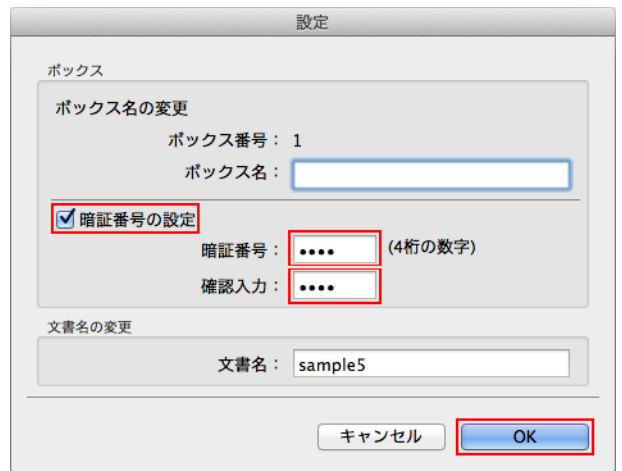 設定
ボックス
ボックス名の変更
ボックス番号： 1
ボックス名：
暗証番号の設定
暗証番号： •••• (4桁の数字)
確認入力： ••••
文書名の変更
文書名： sample5
キャンセル OK